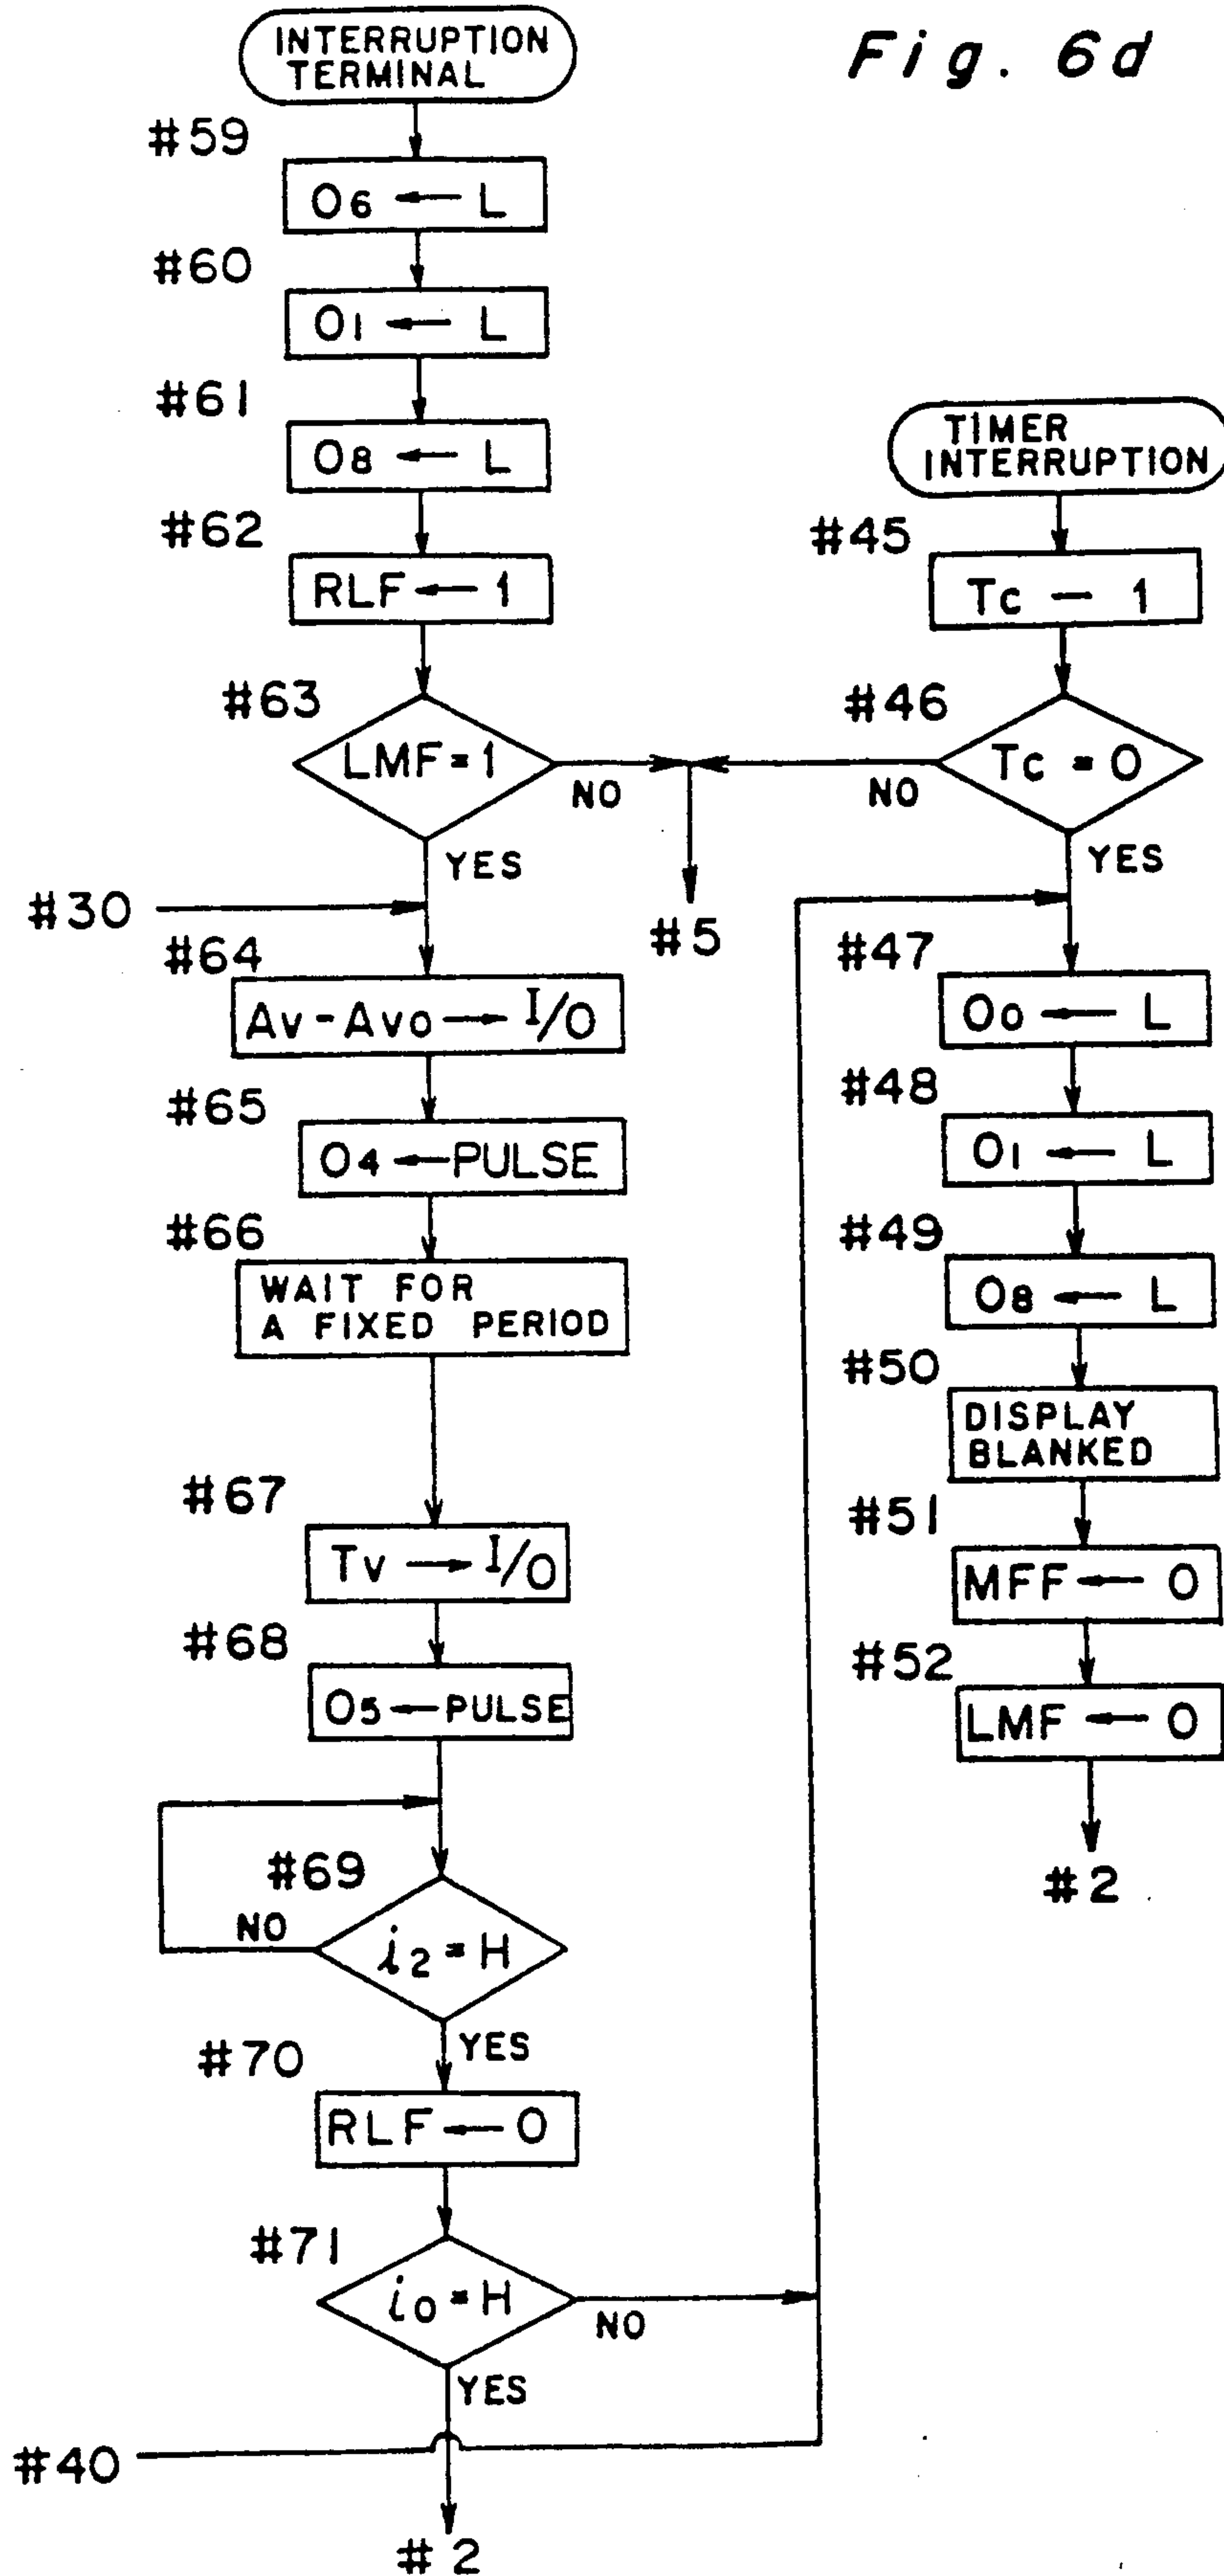 Fig. 6d
INTERRUPTION
TERMINAL
#59
O6 ← L
#60
O1 ← L
#61
O8 ← L
#62
RLF ← 1
#63
LMF = 1
NO
YES
#30
#5
#64
Av - Avo → I/O
#65
O4 ← PULSE
#66
WAIT FOR
A FIXED PERIOD
#67
Tv → I/O
#68
O5 ← PULSE
#69
NO
i2 = H
YES
#70
RLF ← O
#71
io = H
NO
YES
#40
#2
TIMER
INTERRUPTION
#45
Tc - 1
#46
Tc = O
NO
YES
#47
Oo ← L
#48
O1 ← L
#49
O8 ← L
#50
DISPLAY
BLANKED
#51
MFF ← O
#52
LMF ← O
#2